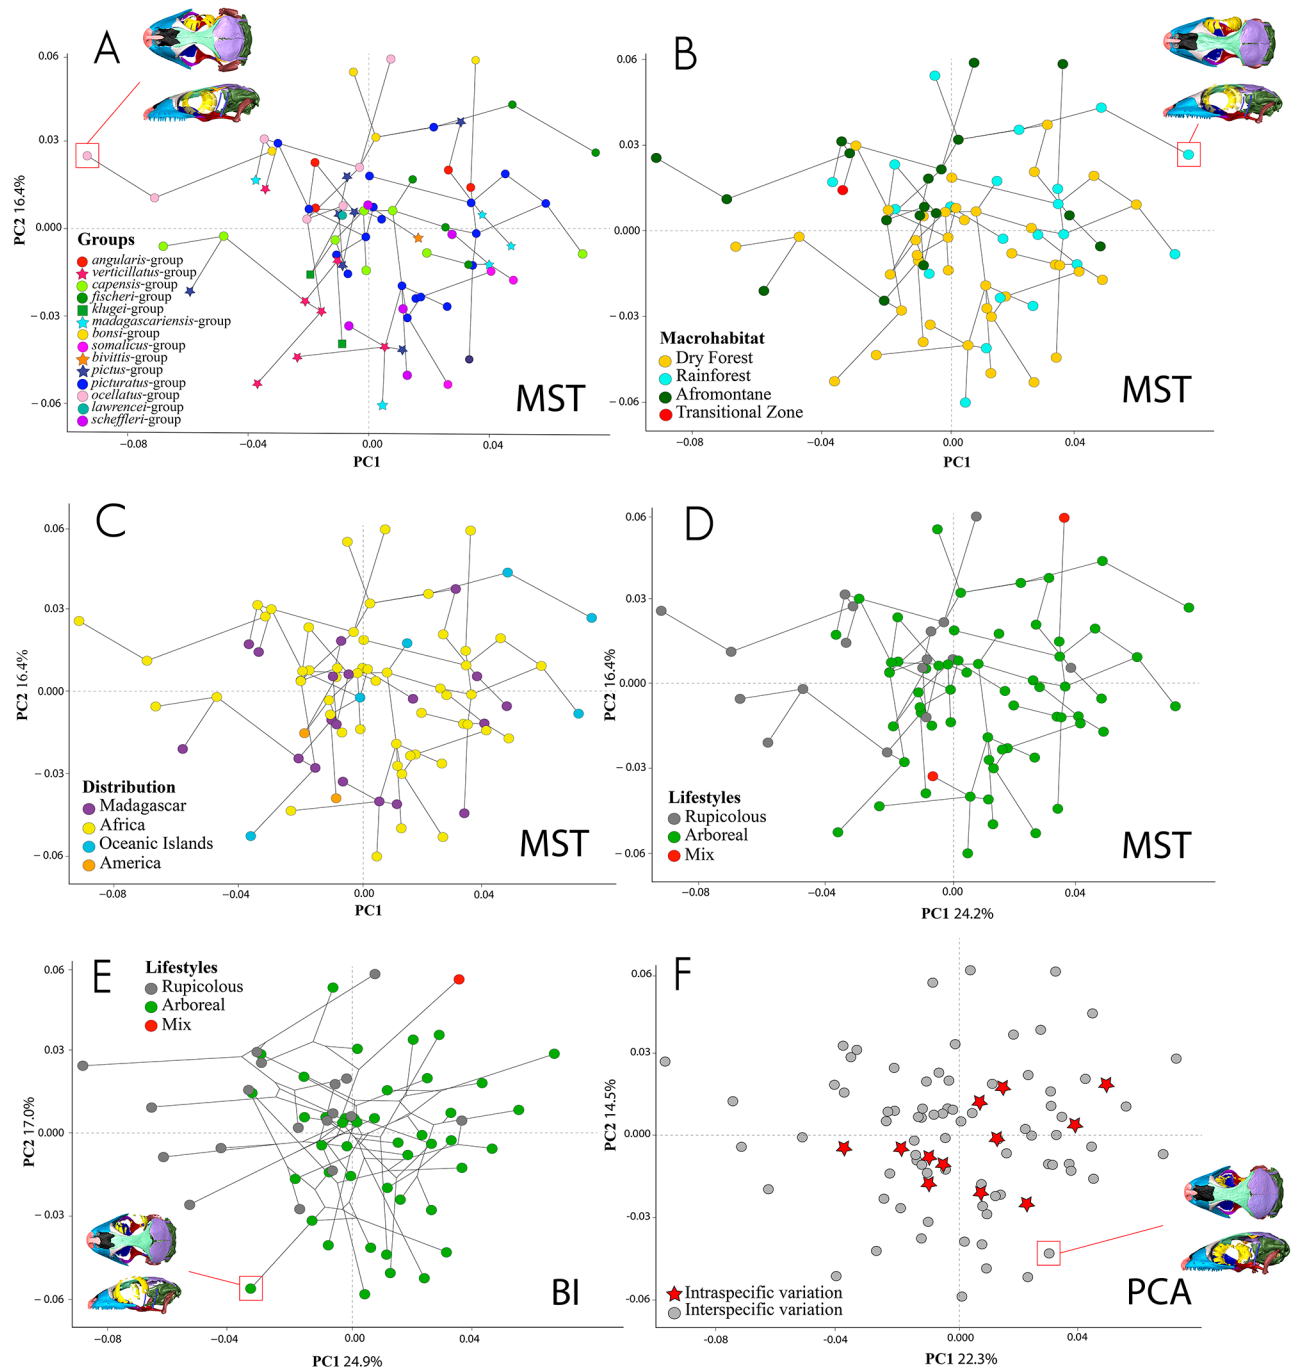 A
0.06
0.03
0.000
−0.03
−0.06
PC2 16.4%
Groups
angularis-group
verticillatus-group
capensis-group
fischeri-group
klugei-group
madagascariensis-group
bonsi-group
somalicus-group
bivittis-group
pictus-group
picturatus-group
ocellatus-group
lawrencei-group
scheffleri-group
MST
−0.08
−0.04
0.00
0.04
PC1
B
0.06
0.03
0.000
−0.03
−0.06
PC2 16.4%
Macrohabitat
Dry Forest
Rainforest
Afromontane
Transitional Zone
MST
−0.08
−0.04
0.00
0.04
PC1
C
0.06
0.03
0.000
−0.03
−0.06
PC2 16.4%
Distribution
Madagascar
Africa
Oceanic Islands
America
MST
−0.08
−0.04
0.00
0.04
PC1
D
0.06
0.03
0.000
−0.03
−0.06
PC2 16.4%
Lifestyles
Rupicolous
Arboreal
Mix
MST
−0.08
−0.04
0.00
0.04
PC1 24.2%
E
Lifestyles
Rupicolous
Arboreal
Mix
0.06
0.03
0.000
−0.03
−0.06
PC2 17.0%
BI
−0.08
−0.04
0.00
0.04
PC1 24.9%
F
0.06
0.03
0.000
−0.03
−0.06
PC2 14.5%
Intraspecific variation
Interspecific variation
PCA
-0.08
-0.04
0.000
0.04
PC1 22.3%